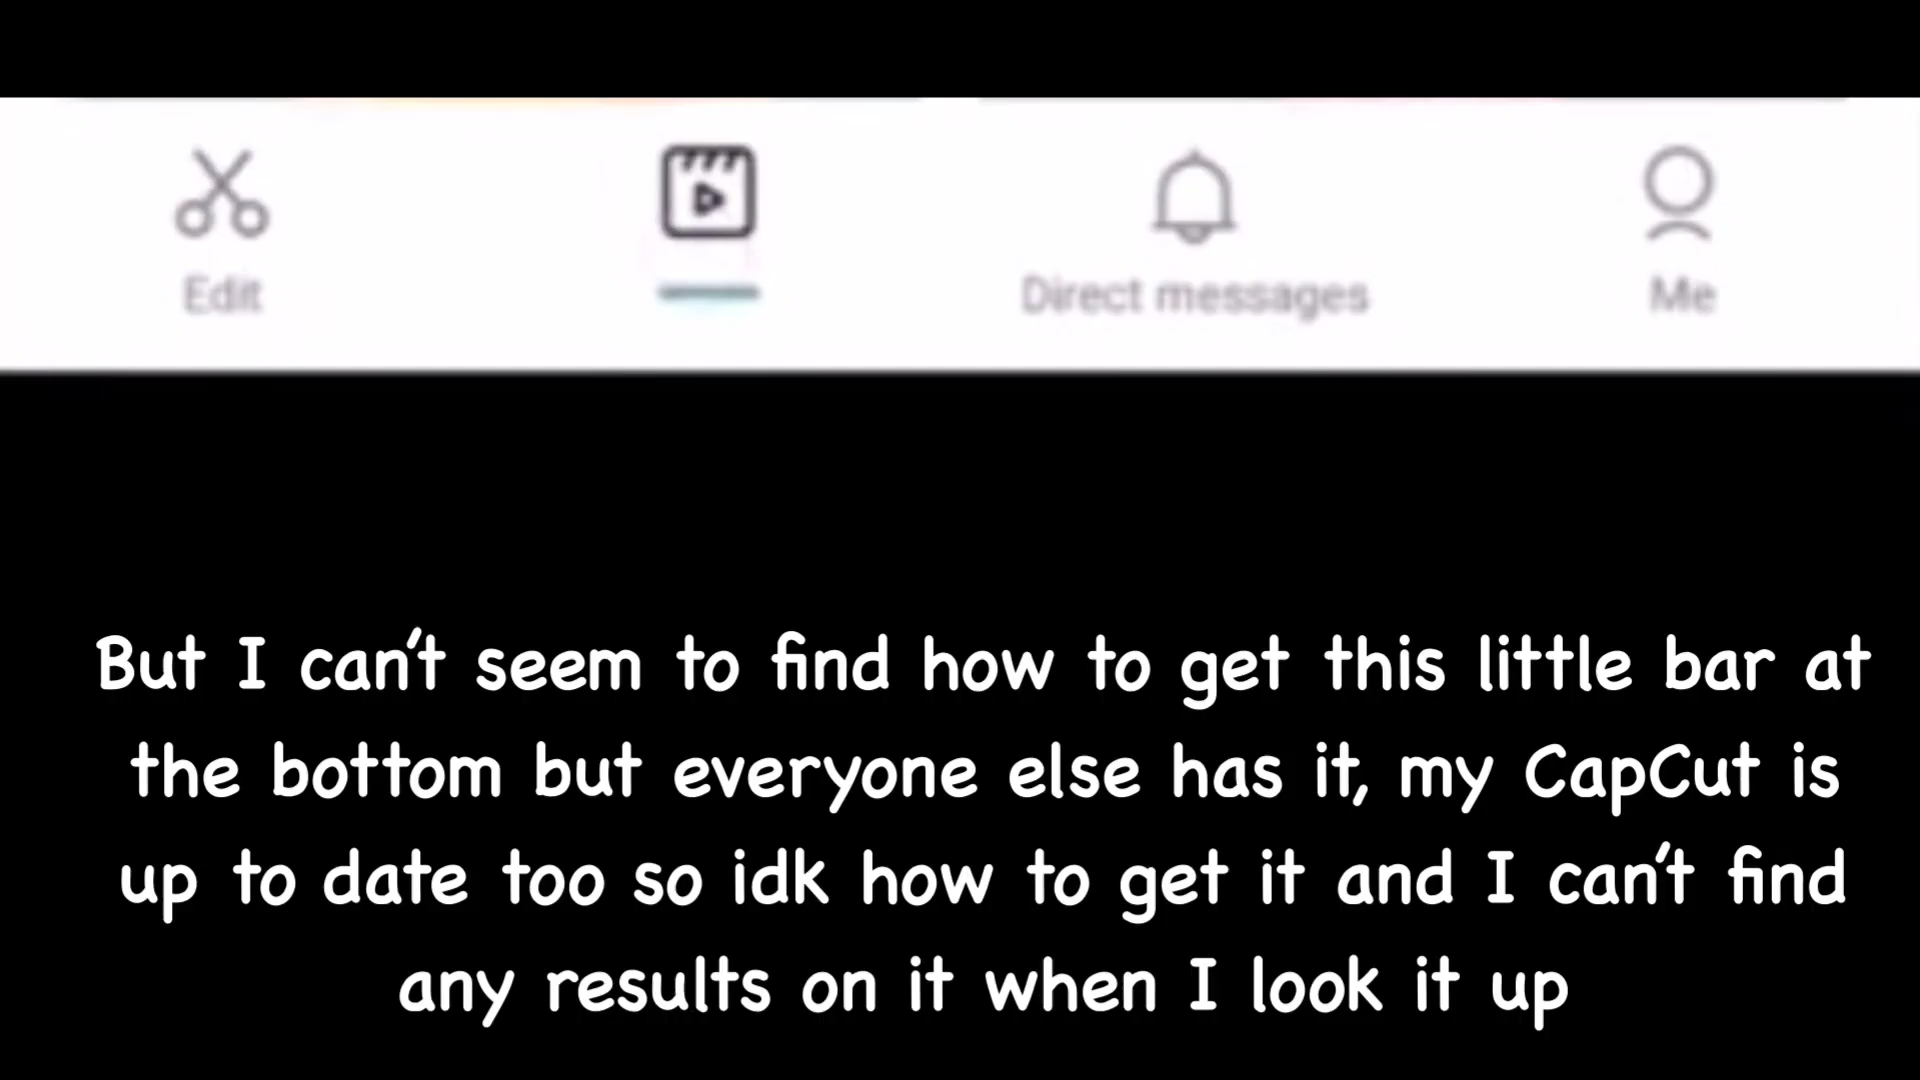 Edit
Direct messages
Me
But I can't seem to find how to get this little bar at
the bottom but everyone else has it, my CapCut is
up to date too so idk how to get it and I can't find
any results on it when I look it up